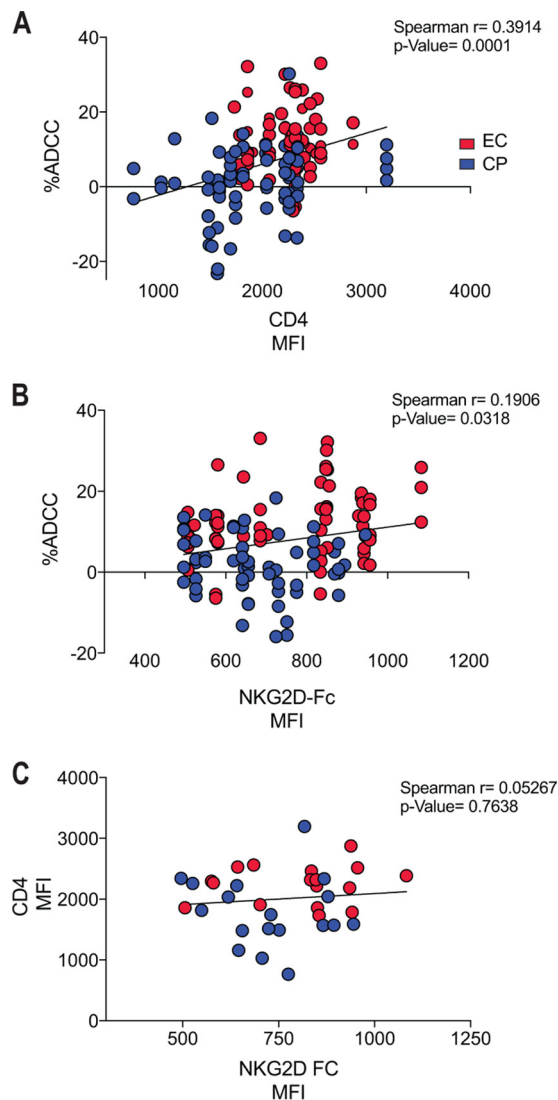 A
Spearman r= 0.3914
p-Value= 0.0001
40
20
0
-20
%ADCC
EC
CP
1000
2000
3000
4000
CD4
MFI
B
Spearman r= 0.1906
p-Value= 0.0318
40
20
0
-20
%ADCC
400
600
800
1000
1200
NKG2D-Fc
MFI
C
Spearman r= 0.05267
p-Value= 0.7638
4000
3000
2000
1000
0
CD4
MFI
500
750
1000
1250
NKG2D FC
MFI